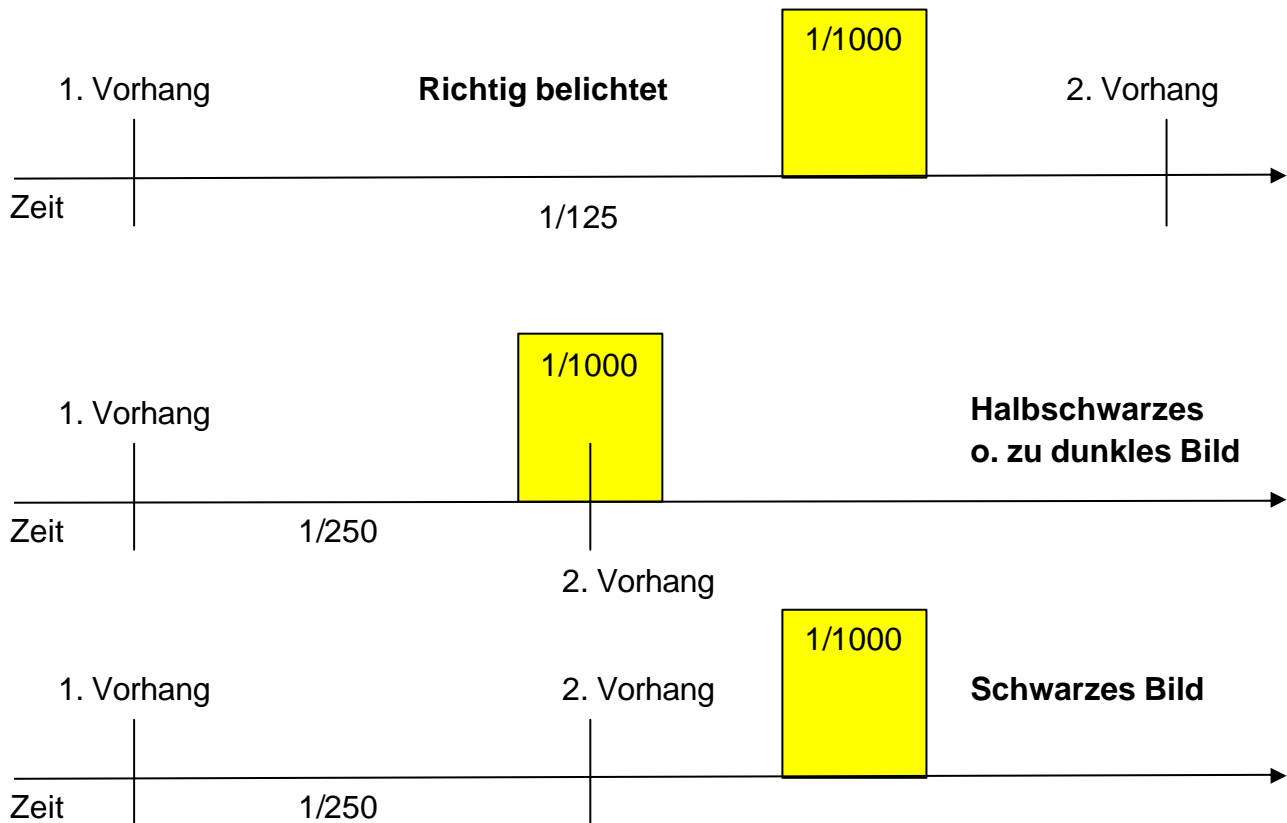 1/1000
1. Vorhang Richtig belichtet 2. Vorhang
Zeit
1/125
1/1000
1. Vorhang
Halbschwarzes
o. zu dunkles Bild
Zeit 1/250
2. Vorhang
1/1000
1. Vorhang 2. Vorhang Schwarzes Bild
Zeit 1/250